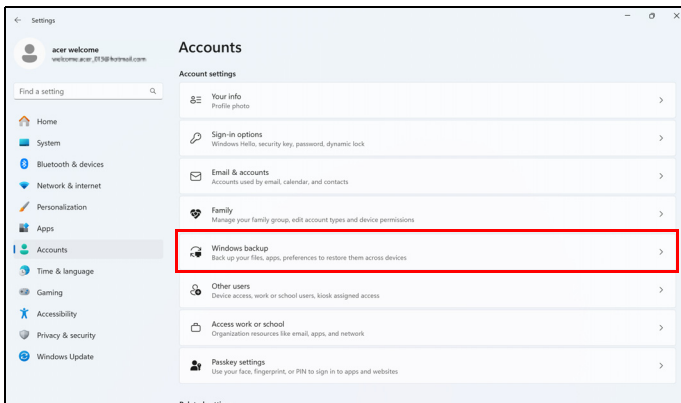 Settings
acer welcome
Find a setting
Home
System
Bluetooth & devices
Network & internet
Personalization
Apps
Accounts
Time & language
Gaming
Accessibility
Privacy & security
Windows Update
Accounts
Account settings
Your info
Profile photo
Sign-in options
Windows Hello, security key, password, dynamic lock
Email & accounts
Accounts used by email, calendar, and contacts
Family
Manage your family group, edit account types and device permissions
Windows backup
Back up your files, apps, preferences to restore them across devices
Other users
Device access, work or school users, kiosk assigned access
Access work or school
Organization resources like email, apps, and network
Passkey settings
Use your face, fingerprint, or PIN to sign in to apps and websites